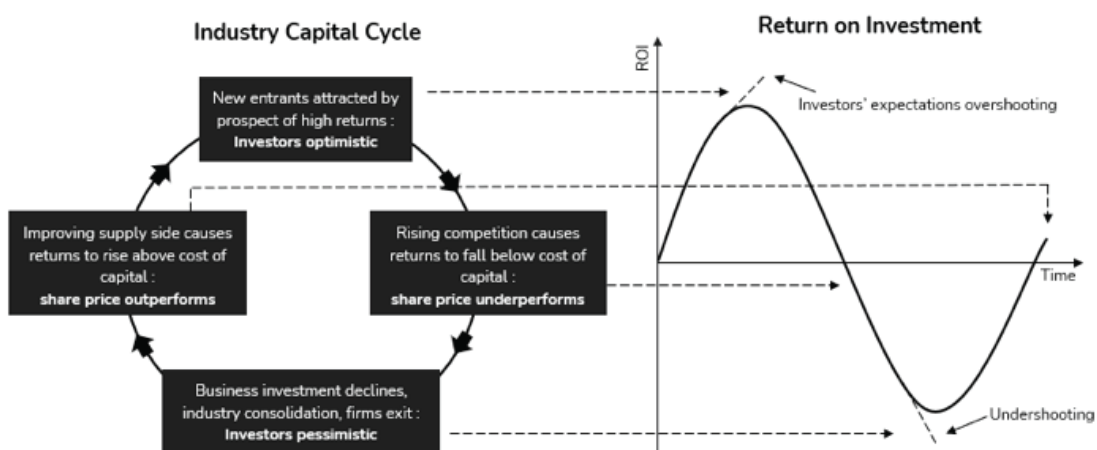 Industry Capital Cycle
New entrants attracted by
prospect of high returns :
Investors optimistic
Improving supply side causes
returns to rise above cost of
capital :
share price outperforms
Rising competition causes
returns to fall below cost of
capital :
share price underperforms
Business investment declines,
industry consolidation, firms exit :
Investors pessimistic
Return on Investment
ROI
Investors' expectations overshooting
Time
Undershooting